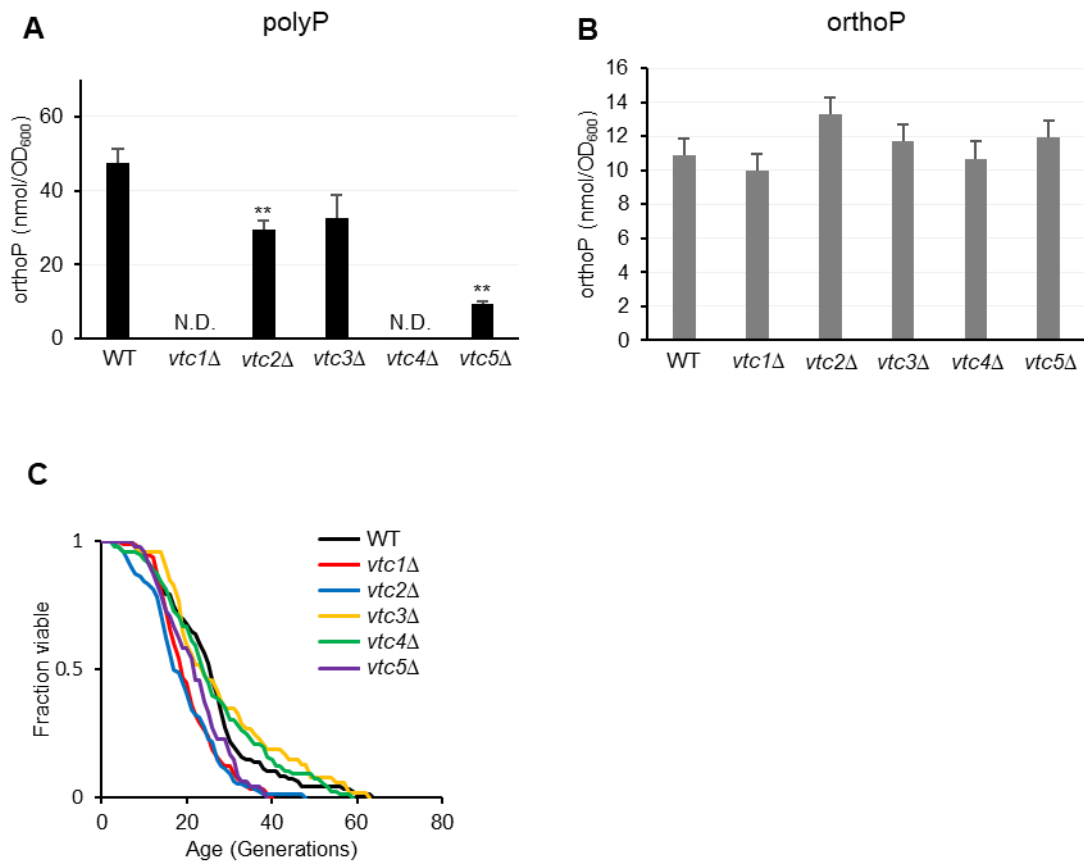 A
polyP
orthoP (nmol/OD₆₀₀)
60
40
20
0
**
**
N.D.
N.D.
WT vtc1Δ vtc2Δ vtc3Δ vtc4Δ vtc5Δ
B
orthoP
orthoP (nmol/OD₆₀₀)
16
14
12
10
8
6
4
2
0
WT vtc1Δ vtc2Δ vtc3Δ vtc4Δ vtc5Δ
C
Fraction viable
1
0.5
0
0 20 40 60 80
Age (Generations)
WT
vtc1Δ
vtc2Δ
vtc3Δ
vtc4Δ
vtc5Δ